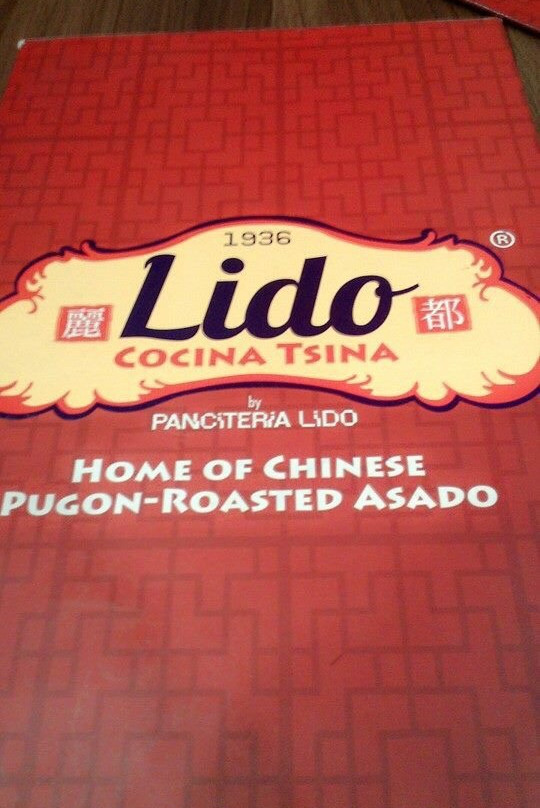 1936
®
麗 Lido 都
COCINA TSINA
by
PANCITERIA LIDO
HOME OF CHINESE
PUGON-ROASTED ASADO